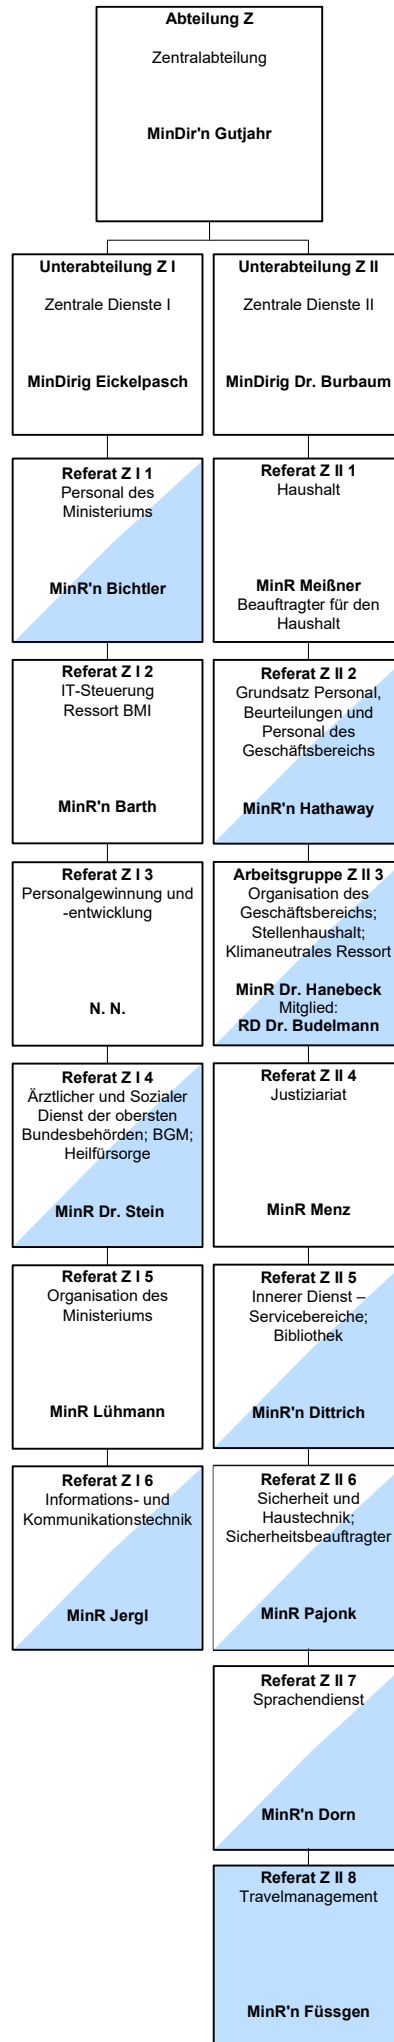 Abteilung Z
Zentralabteilung
MinDir'n Gutjahr
Unterabteilung Z I
Zentrale Dienste I
MinDirig Eickelpasch
Unterabteilung Z II
Zentrale Dienste II
MinDirig Dr. Burbaum
Referat Z I 1
Personal des
Ministeriums
MinR'n Bichtler
Referat Z II 1
Haushalt
MinR Meißner
Beauftragter für den
Haushalt
Referat Z I 2
IT-Steuerung
Ressort BMI
MinR'n Barth
Referat Z II 2
Grundsatz Personal,
Beurteilungen und
Personal des
Geschäftsbereichs
MinR'n Hathaway
Referat Z I 3
Personalgewinnung und
-entwicklung
N. N.
Arbeitsgruppe Z II 3
Organisation des
Geschäftsbereichs;
Stellenhaushalt;
Klimaneutrales Ressort
MinR Dr. Hanebeck
Mitglied:
RD Dr. Budelmann
Referat Z I 4
Ärztlicher und Sozialer
Dienst der obersten
Bundesbehörden; BGM;
Heilfürsorge
MinR Dr. Stein
Referat Z II 4
Justiziariat
MinR Menz
Referat Z I 5
Organisation des
Ministeriums
MinR Lühmann
Referat Z II 5
Innerer Dienst –
Servicebereiche;
Bibliothek
MinR'n Dittrich
Referat Z I 6
Informations- und
Kommunikationstechnik
MinR Jergl
Referat Z II 6
Sicherheit und
Haustechnik;
Sicherheitsbeauftragter
MinR Pajonk
Referat Z II 7
Sprachendienst
MinR'n Dorn
Referat Z II 8
Travelmanagement
MinR'n Füssgen